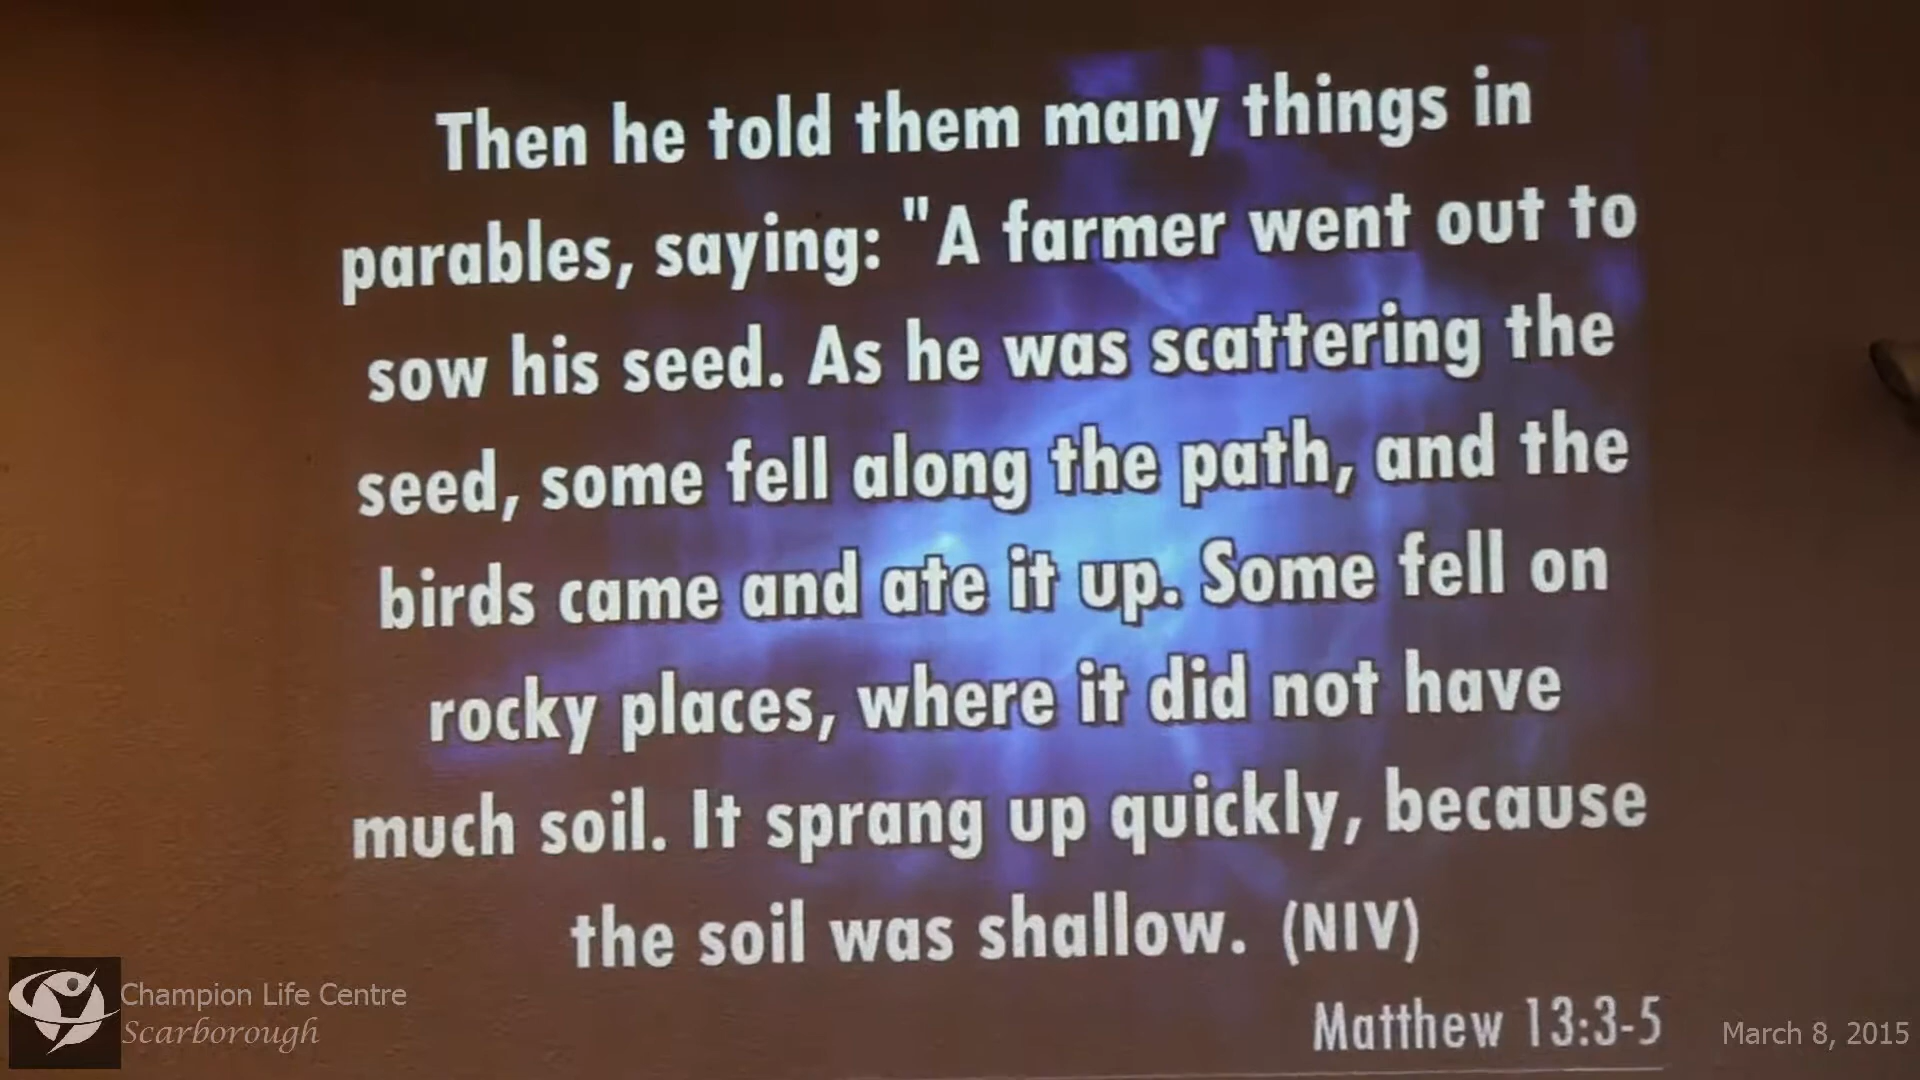 Then he told them many things in
parables, saying: "A farmer went out to
sow his seed. As he was scattering the
seed, some fell along the path, and the
birds came and ate it up. Some fell on
rocky places, where it did not have
much soil. It sprang up quickly, because
the soil was shallow. (NIV)
Matthew 13:3-5
Champion Life Centre
Scarborough
March 8, 2015